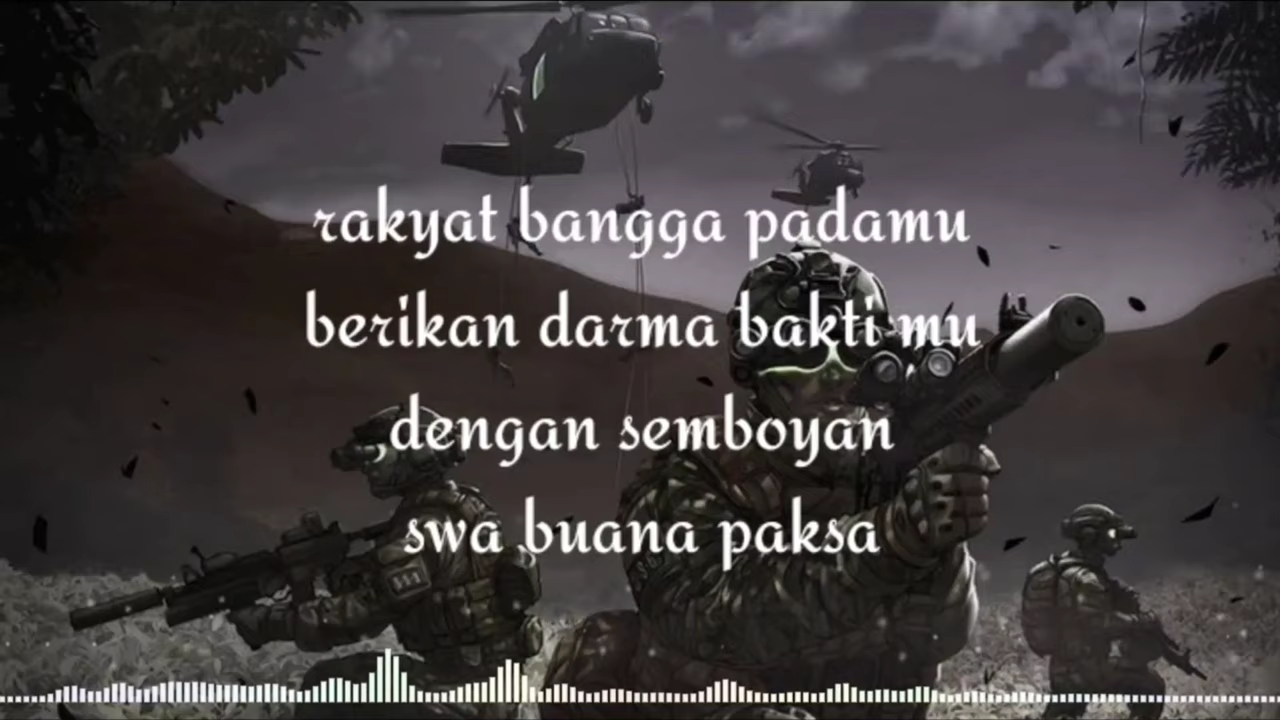 rakyat bangga padamu
berikan darma bakti mu
dengan semboyan
swa buana paksa